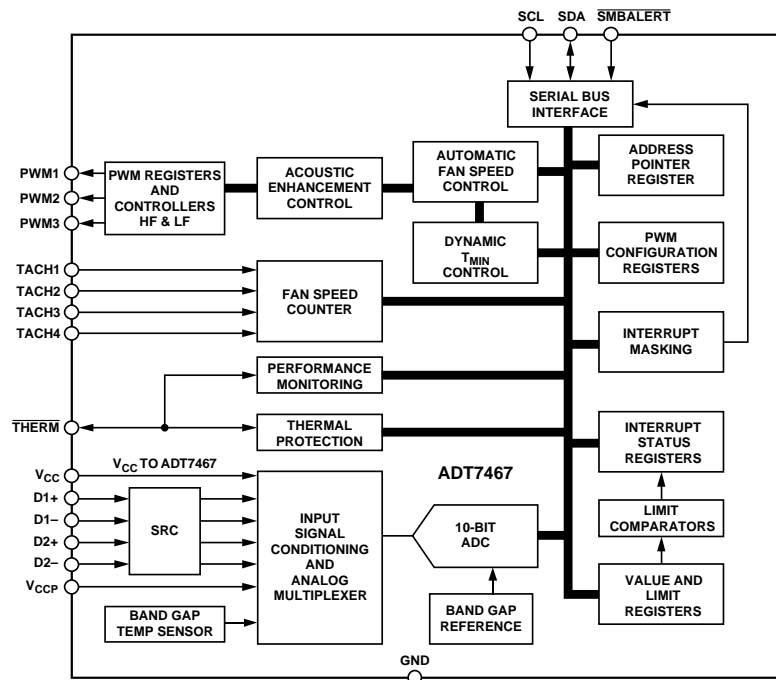 SCL SDA SMBALERT
SERIAL BUS
INTERFACE
PWM1
PWM2
PWM3
PWM REGISTERS
AND
CONTROLLERS
HF & LF
ACOUSTIC
ENHANCEMENT
CONTROL
AUTOMATIC
FAN SPEED
CONTROL
ADDRESS
POINTER
REGISTER
DYNAMIC
TMIN
CONTROL
PWM
CONFIGURATION
REGISTERS
TACH1
TACH2
TACH3
TACH4
FAN SPEED
COUNTER
INTERRUPT
MASKING
PERFORMANCE
MONITORING
THERM
THERMAL
PROTECTION
INTERRUPT
STATUS
REGISTERS
VCC
VCC TO ADT7467
D1+
D1–
D2+
D2–
VCCP
SRC
INPUT
SIGNAL
CONDITIONING
AND
ANALOG
MULTIPLEXER
ADT7467
10-BIT
ADC
LIMIT
COMPARATORS
VALUE AND
LIMIT
REGISTERS
BAND GAP
TEMP SENSOR
BAND GAP
REFERENCE
GND